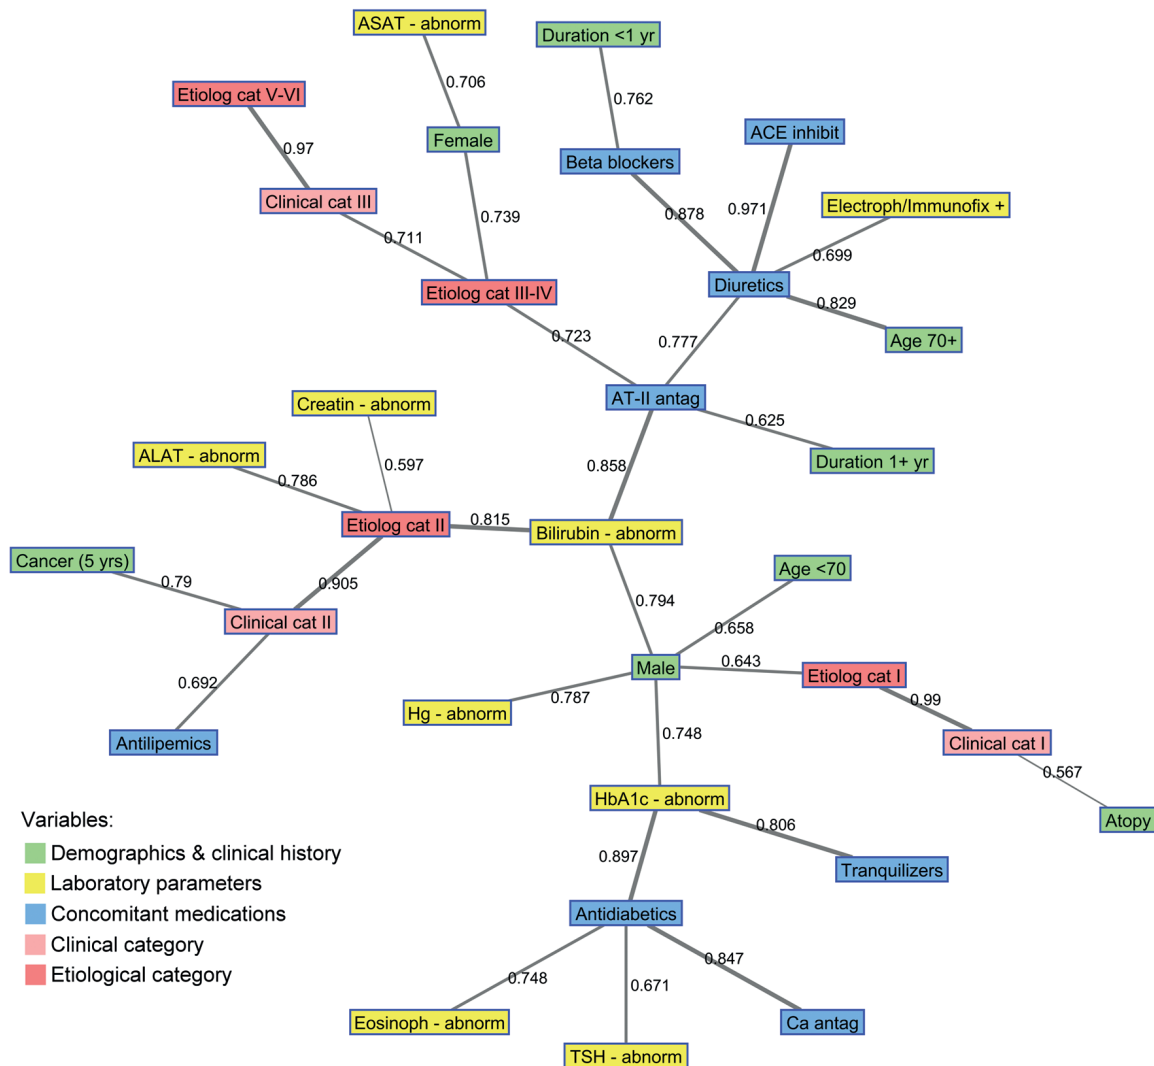 ASAT - abnorm
Duration <1 yr
0.706
Etiolog cat V-VI
0.762
ACE inhibit
Female
0.97
Beta blockers
Clinical cat III
Electroph/Immunofix +
0.878
0.971
0.739
0.711
0.699
Diuretics
Etiolog cat III-IV
0.829
0.723
0.777
Age 70+
AT-II antag
Creatin - abnorm
0.625
ALAT - abnorm
Duration 1+ yr
0.597
0.858
0.786
Etiolog cat II
0.815
Bilirubin - abnorm
Cancer (5 yrs)
Age <70
0.79
0.905
0.794
Clinical cat II
0.658
Male
0.643
Etiolog cat I
0.692
0.787
0.99
Hg - abnorm
0.748
Antilipemics
Clinical cat I
0.567
HbA1c - abnorm
Atopy
0.806
0.897
Tranquilizers
Antidiabetics
0.847
0.748
0.671
Eosinoph - abnorm
Ca antag
TSH - abnorm
Variables:
Demographics & clinical history
Laboratory parameters
Concomitant medications
Clinical category
Etiological category